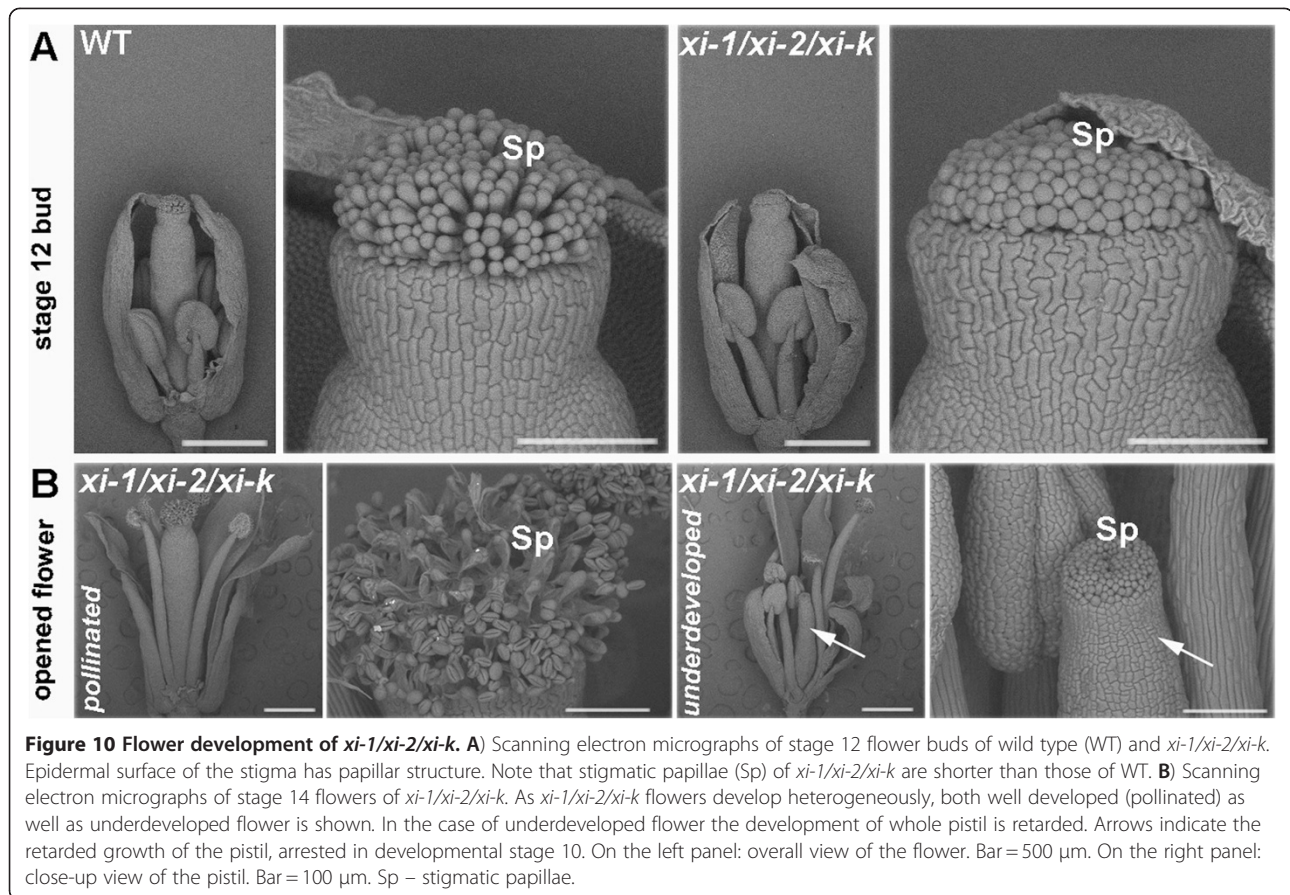 A WT xi-1/xi-2/xi-k
Sp Sp
stage 12 bud
B xi-1/xi-2/xi-k xi-1/xi-2/xi-k
Sp Sp
opened flower
pollinated
underdeveloped
Figure 10 Flower development of xi-1/xi-2/xi-k. A) Scanning electron micrographs of stage 12 flower buds of wild type (WT) and xi-1/xi-2/xi-k.
Epidermal surface of the stigma has papillar structure. Note that stigmatic papillae (Sp) of xi-1/xi-2/xi-k are shorter than those of WT. B) Scanning
electron micrographs of stage 14 flowers of xi-1/xi-2/xi-k. As xi-1/xi-2/xi-k flowers develop heterogeneously, both well developed (pollinated) as
well as underdeveloped flower is shown. In the case of underdeveloped flower the development of whole pistil is retarded. Arrows indicate the
retarded growth of the pistil, arrested in developmental stage 10. On the left panel: overall view of the flower. Bar = 500 μm. On the right panel:
close-up view of the pistil. Bar = 100 μm. Sp – stigmatic papillae.